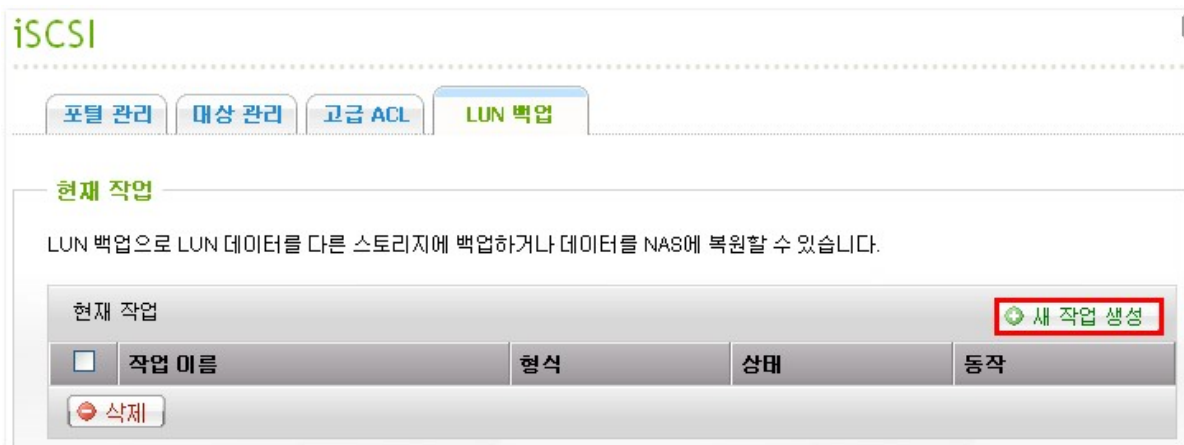 iSCSI
포털 관리 대상 관리 고급 ACL LUN 백업
현재 작업
LUN 백업으로 LUN 데이터를 다른 스토리지에 백업하거나 데이터를 NAS에 복원할 수 있습니다.
현재 작업 새 작업 생성
작업 이름 형식 상태 동작
삭제